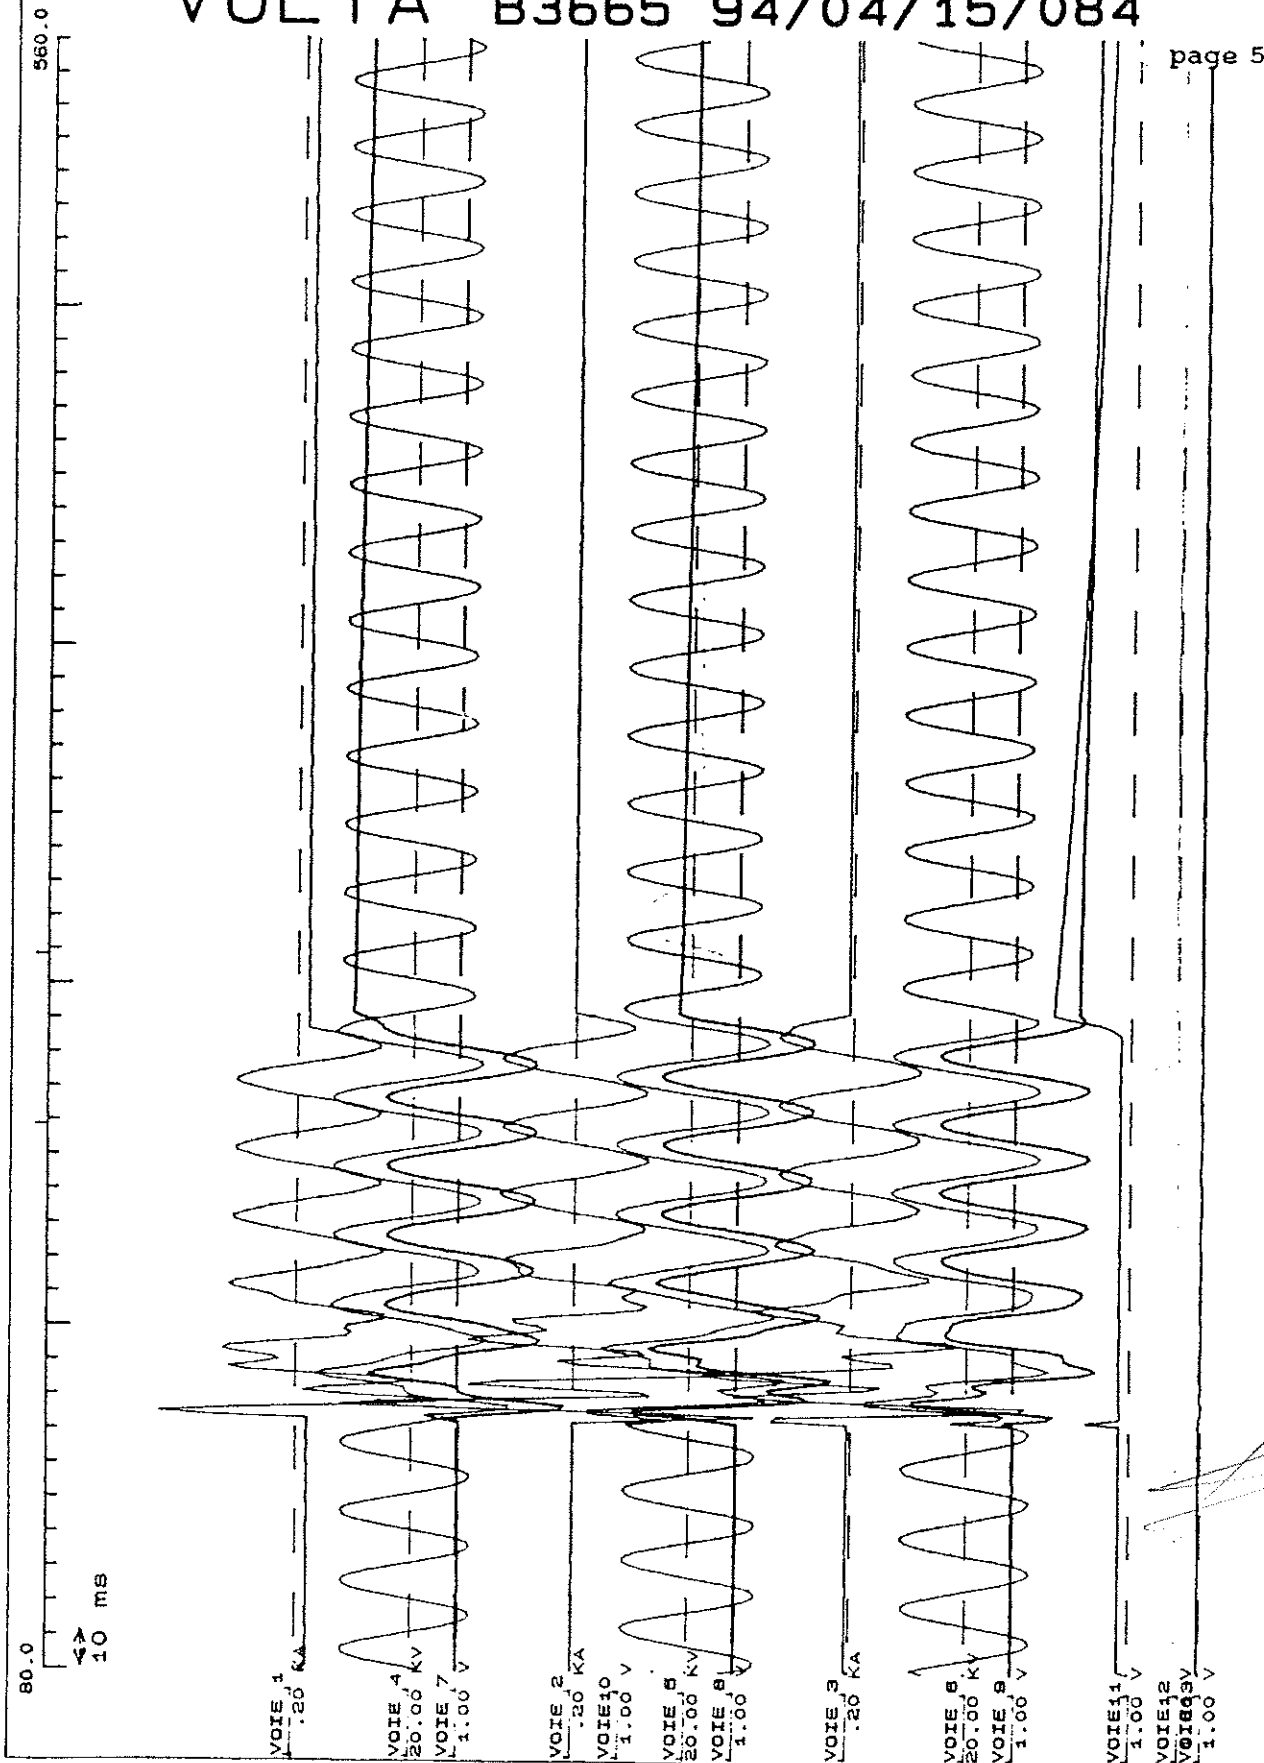 VOLTA B3665 94/04/15/084
page 5
560.0
80.0
10 ms
VOIE 1
.20 KA
VOIE 4
20.00 KV
VOIE 7
1.00 V
VOIE 2
.20 KA
VOIE10
1.00 V
VOIE 5
20.00 KV
VOIE 8
1.00 V
VOIE 3
.20 KA
VOIE 6
20.00 KV
VOIE 9
1.00 V
VOIE11
1.00 V
VOIE12
1.00 V